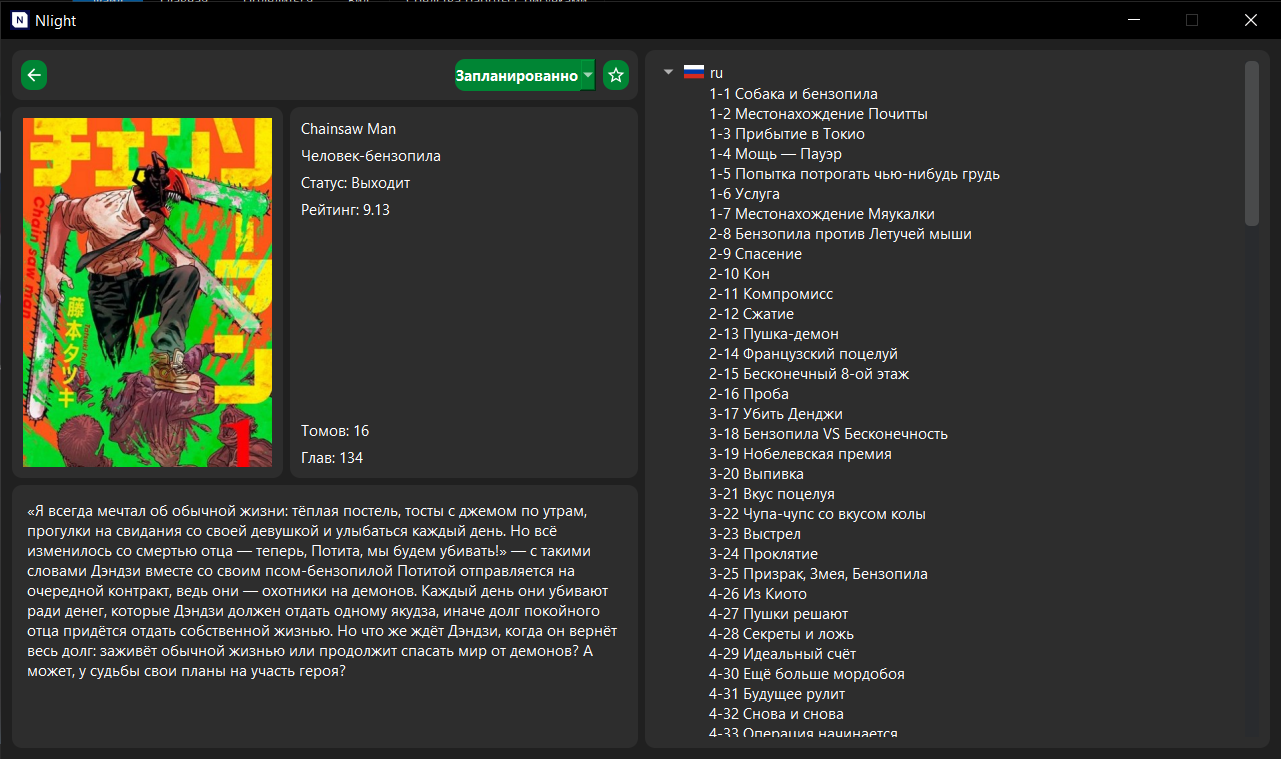 Nlight
Запланированно
Chainsaw Man
Человек-бензопила
Статус: Выходит
Рейтинг: 9.13
Томов: 16
Глав: 134
チェンソーマン
Chain saw man
藤本タツキ
Tatsuki Fujimoto
1
«Я всегда мечтал об обычной жизни: тёплая постель, тосты с джемом по утрам,
прогулки на свидания со своей девушкой и улыбаться каждый день. Но всё
изменилось со смертью отца — теперь, Потита, мы будем убивать!» — с такими
словами Дэндзи вместе со своим псом-бензопилой Потитой отправляется на
очередной контракт, ведь они — охотники на демонов. Каждый день они убивают
ради денег, которые Дэндзи должен отдать одному якудза, иначе долг покойного
отца придётся отдать собственной жизнью. Но что же ждёт Дэндзи, когда он вернёт
весь долг: заживёт обычной жизнью или продолжит спасать мир от демонов? А
может, у судьбы свои планы на участь героя?
ru
1-1 Собака и бензопила
1-2 Местонахождение Почитты
1-3 Прибытие в Токио
1-4 Мощь — Пауэр
1-5 Попытка потрогать чью-нибудь грудь
1-6 Услуга
1-7 Местонахождение Мяукалки
2-8 Бензопила против Летучей мыши
2-9 Спасение
2-10 Кон
2-11 Компромисс
2-12 Сжатие
2-13 Пушка-демон
2-14 Французский поцелуй
2-15 Бесконечный 8-ой этаж
2-16 Проба
3-17 Убить Денджи
3-18 Бензопила VS Бесконечность
3-19 Нобелевская премия
3-20 Выпивка
3-21 Вкус поцелуя
3-22 Чупа-чупс со вкусом колы
3-23 Выстрел
3-24 Проклятие
3-25 Призрак, Змея, Бензопила
4-26 Из Киото
4-27 Пушки решают
4-28 Секреты и ложь
4-29 Идеальный счёт
4-30 Ещё больше мордобоя
4-31 Будущее рулит
4-32 Снова и снова
4-33 Операция начинается